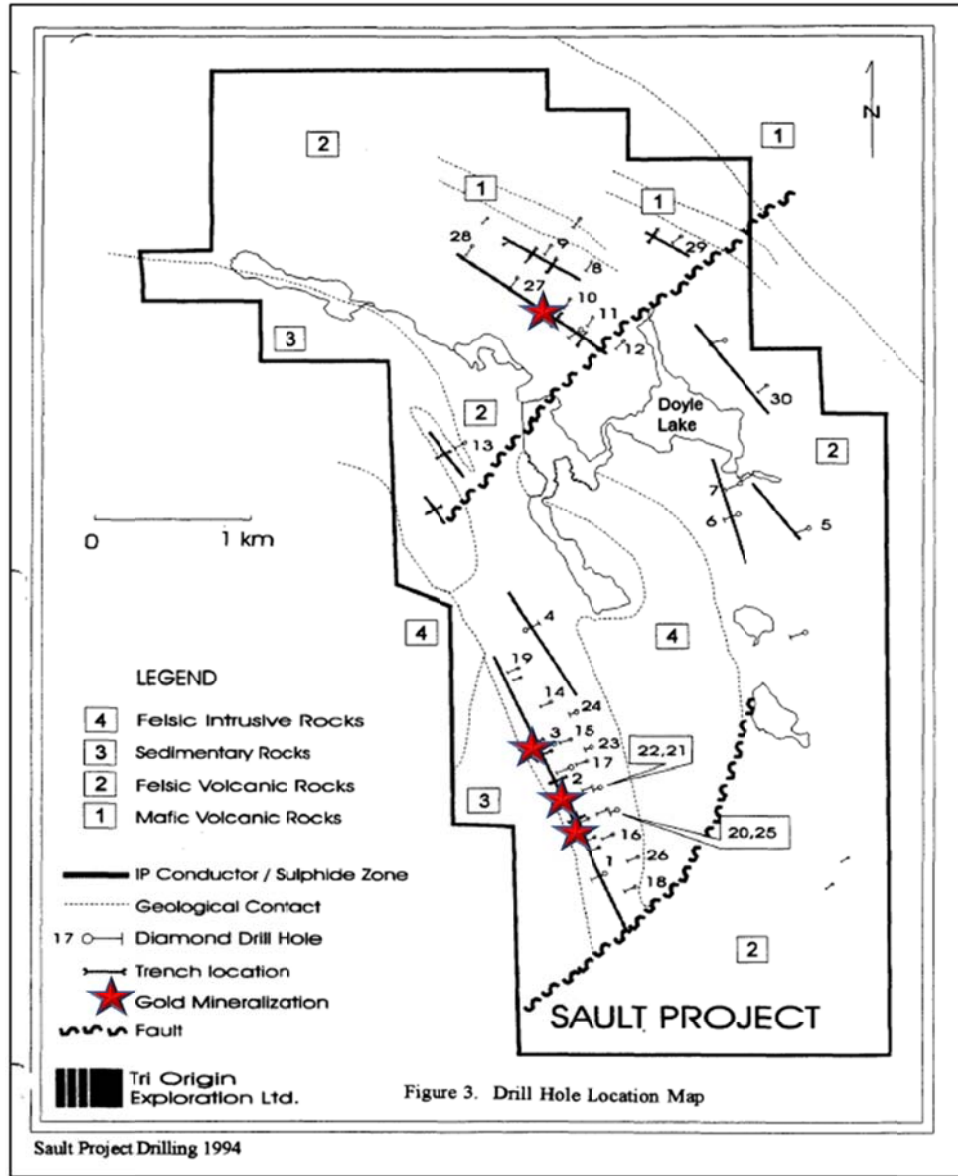 N
1
2
1
1
28
9
29
8
27
10
11
3
12
30
Doyle
Lake
2
13
2
7
6
5
0
1 km
4
4
4
19
14
24
3
15
23
22,21
17
2
3
20,25
16
1
26
18
2
LEGEND
4 Felsic Intrusive Rocks
3 Sedimentary Rocks
2 Felsic Volcanic Rocks
1 Mafic Volcanic Rocks
IP Conductor / Sulphide Zone
Geological Contact
17 Diamond Drill Hole
Trench location
Gold Mineralization
Fault
SAULT PROJECT
Tri Origin
Exploration Ltd.
Figure 3. Drill Hole Location Map
Sault Project Drilling 1994